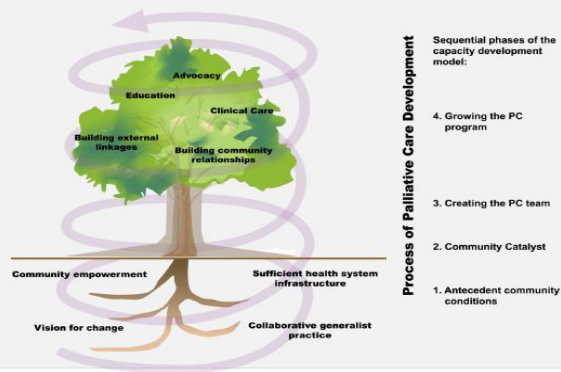 Advocacy
Education
Clinical Care
Building external
linkages
Building community
relationships
Community empowerment
Sufficient health system
infrastructure
Vision for change
Collaborative generalist
practice
Process of Palliative Care Development
Sequential phases of the
capacity development
model:
4. Growing the PC
program
3. Creating the PC team
2. Community Catalyst
1. Antecedent community
conditions